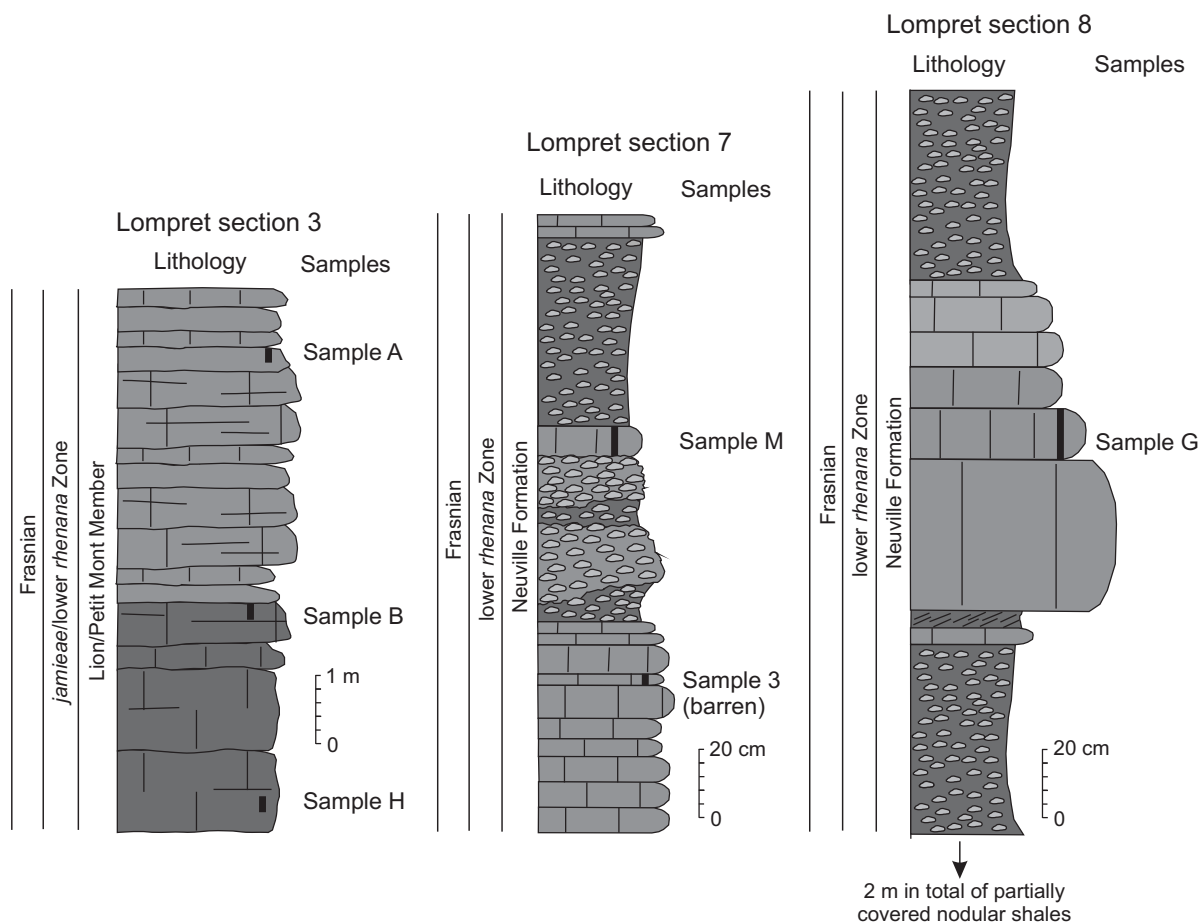 Lompret section 3
Lithology
Samples
Frasnian
jamieae/lower rhenana Zone
Lion/Petit Mont Member
Sample A
Sample B
1 m
0
Sample H
Lompret section 7
Lithology
Samples
Frasnian
lower rhenana Zone
Neuville Formation
Sample M
Sample 3
(barren)
20 cm
0
Lompret section 8
Lithology
Samples
Frasnian
lower rhenana Zone
Neuville Formation
Sample G
20 cm
0
2 m in total of partially
covered nodular shales